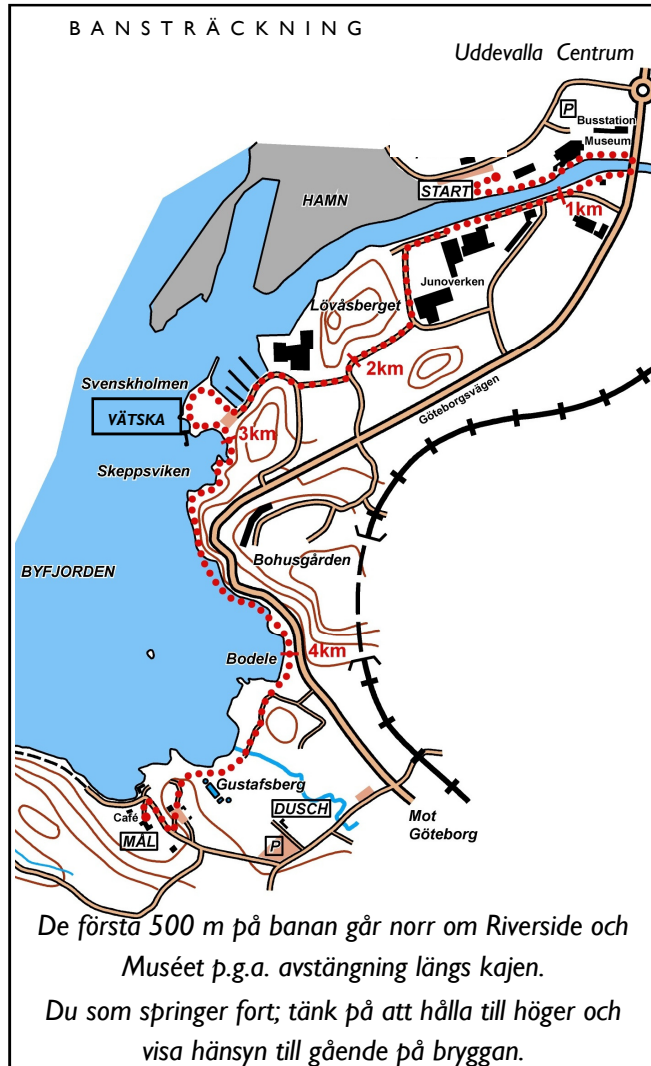 BANSTRÄCKNING
Uddevalla Centrum
P
Busstation
Museum
START
HAMN
1km
Junoverken
Lövåsberget
2km
Svenskholmen
Göteborgsvägen
VÄTSKA
3km
Skeppsviken
Bohusgården
BYFJORDEN
Bodele
4km
Gustafsberg
DUSCH
Café
MÅL
P
Mot
Göteborg
De första 500 m på banan går norr om Riverside och
Muséet p.g.a. avstängning längs kajen.
Du som springer fort; tänk på att hålla till höger och
visa hänsyn till gående på bryggan.